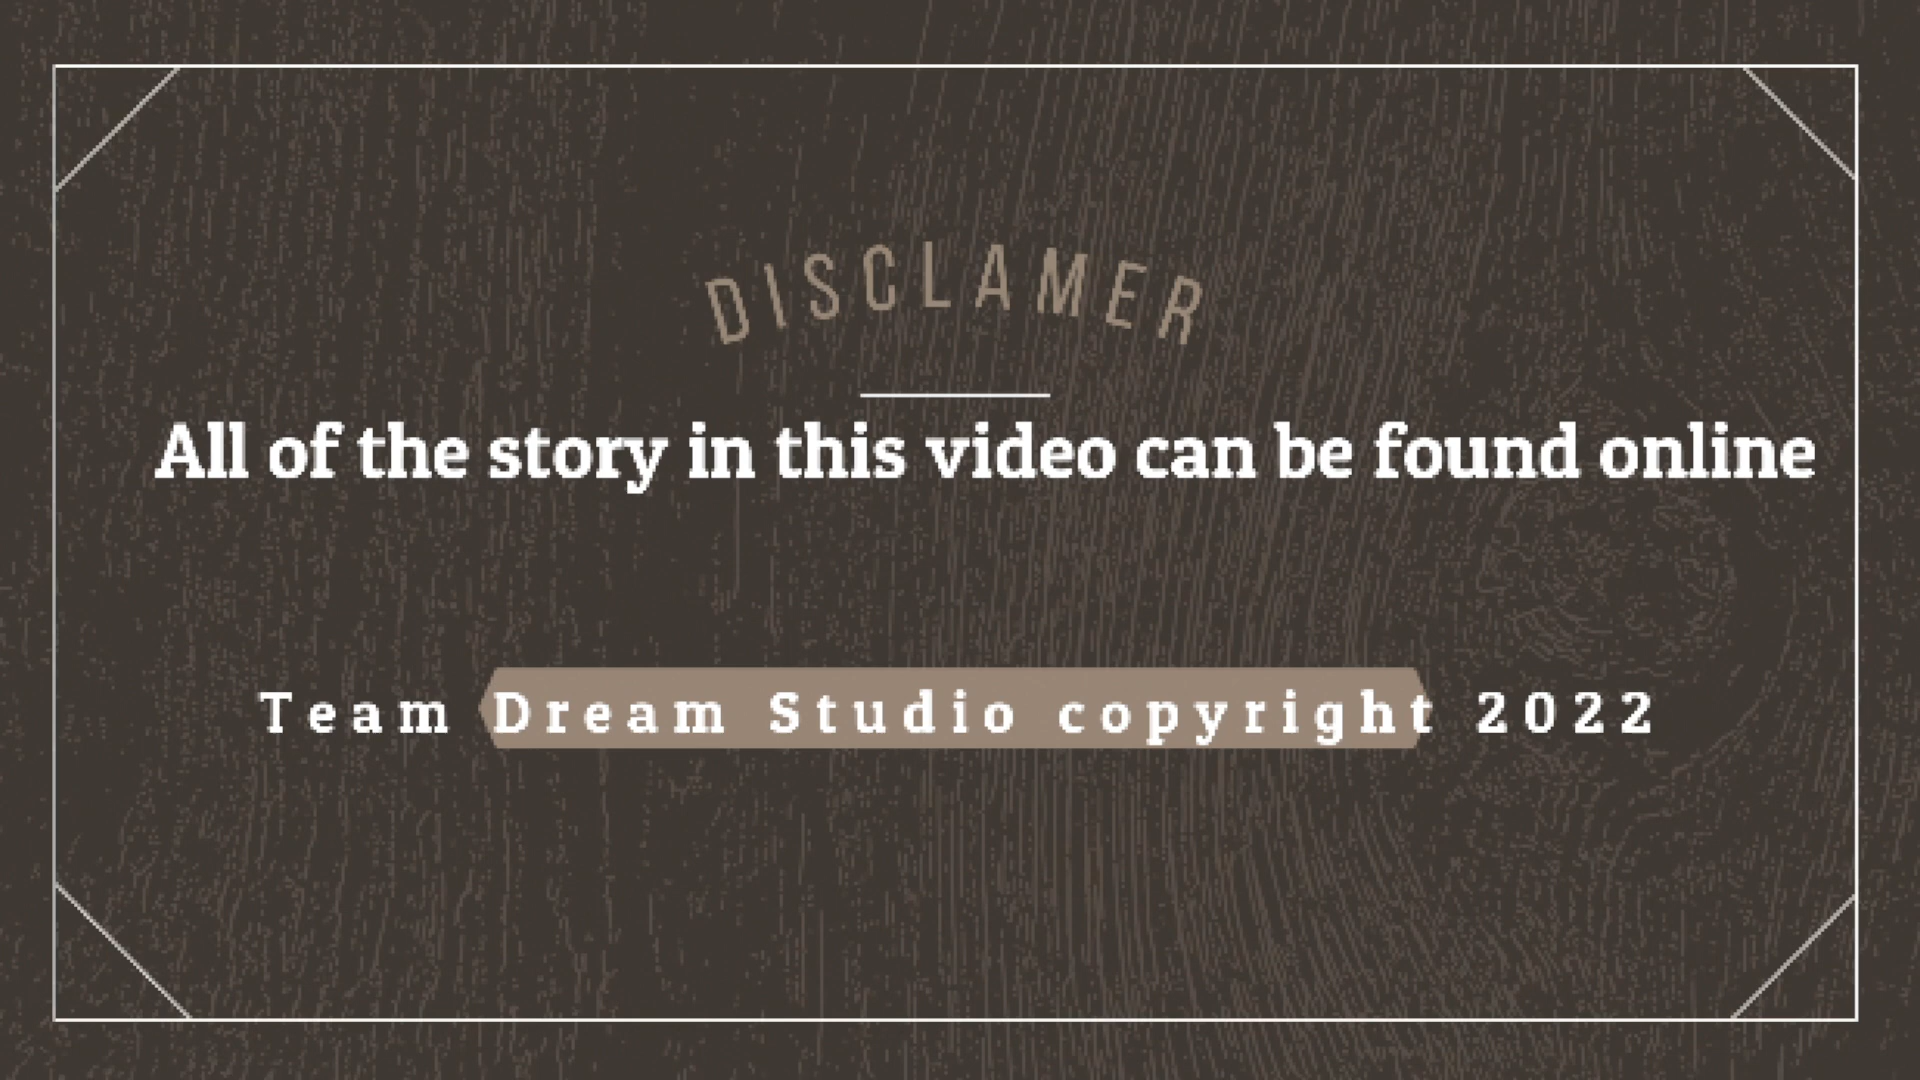 DISCLAMER
All of the story in this video can be found online
Team Dream Studio copyright 2022